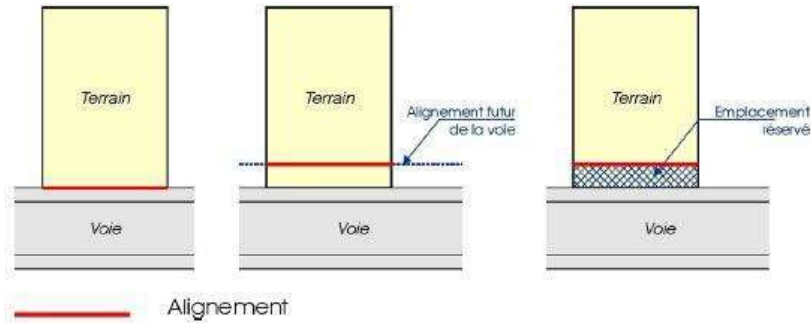 Terrain
Voie
Terrain
Alignement futur
de la voie
Voie
Terrain
Emplacement
réservé
Voie
Alignement